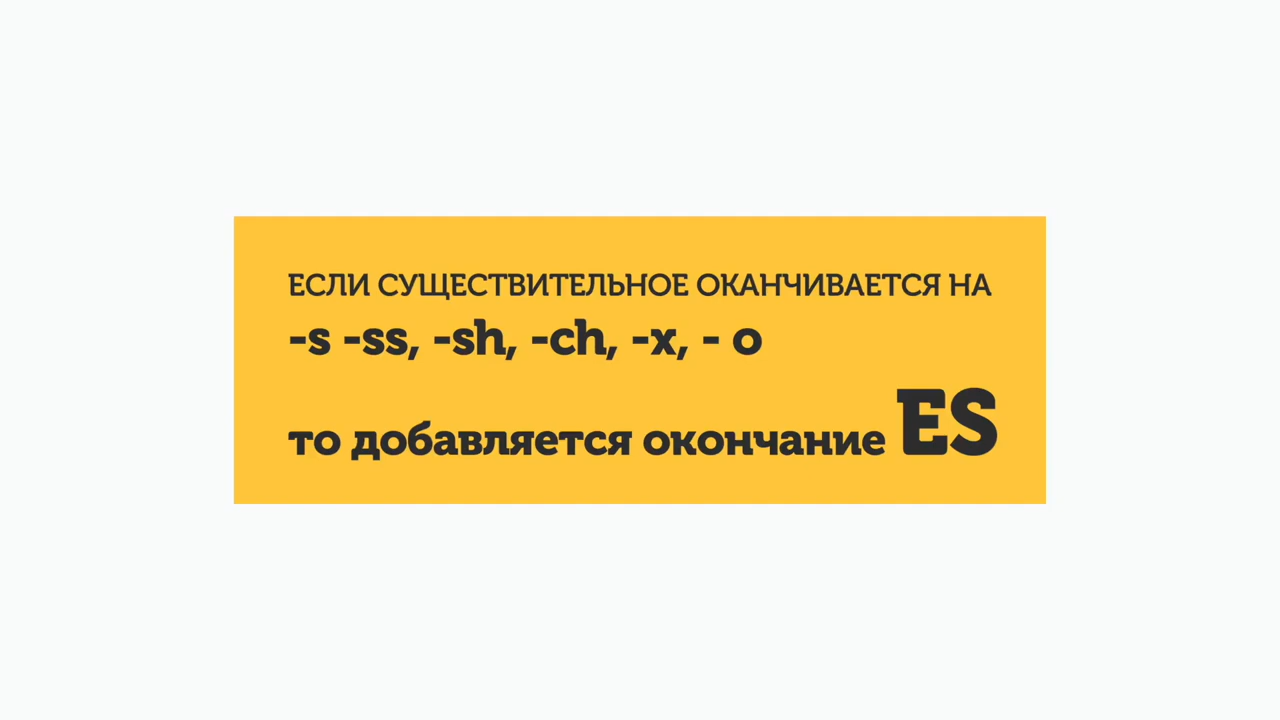 ЕСЛИ СУЩЕСТВИТЕЛЬНОЕ ОКАНЧИВАЕТСЯ НА
-s -ss, -sh, -ch, -x, - o
то добавляется окончание ES